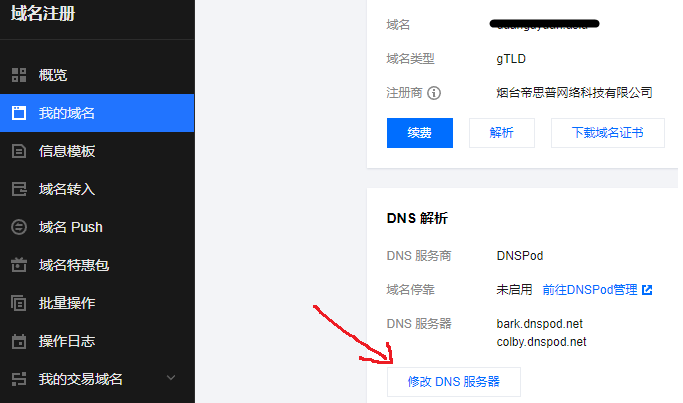 域名注册
概览
我的域名
信息模板
域名转入
域名 Push
域名特惠包
批量操作
操作日志
我的交易域名
域名
域名类型 gTLD
注册商 烟台帝思普网络科技有限公司
续费 解析 下载域名证书
DNS 解析
DNS 服务商 DNSPod
域名停靠 未启用 前往DNSPod管理
DNS 服务器 bark.dnspod.net
colby.dnspod.net
修改 DNS 服务器